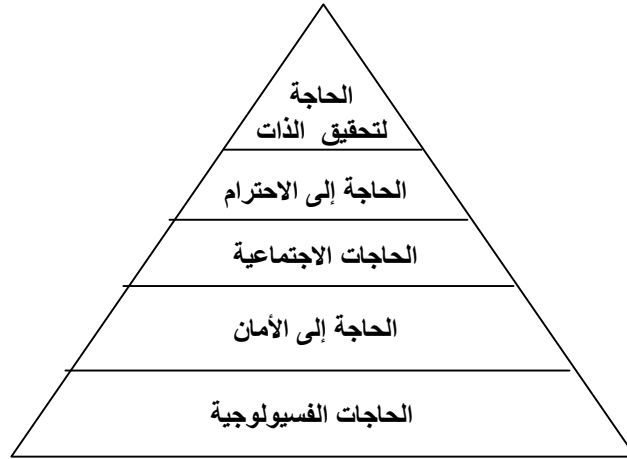 الحاجة
لتحقيق الذات
الحاجة إلى الاحترام
الحاجات الاجتماعية
الحاجة إلى الأمان
الحاجات الفسيولوجية